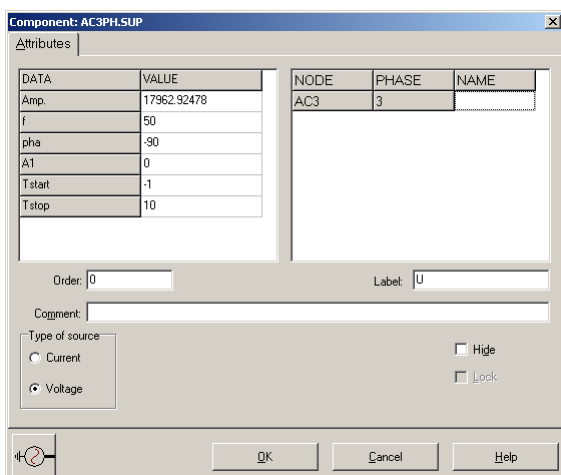 Component: AC3PH.SUP
Attributes
DATA VALUE
Amp. 17962.92478
f 50
pha -90
A1 0
Tstart -1
Tstop 10
NODE PHASE NAME
AC3 3
Order: 0
Label: U
Comment:
Type of source
Current
Voltage
Hide
Lock
OK
Cancel
Help